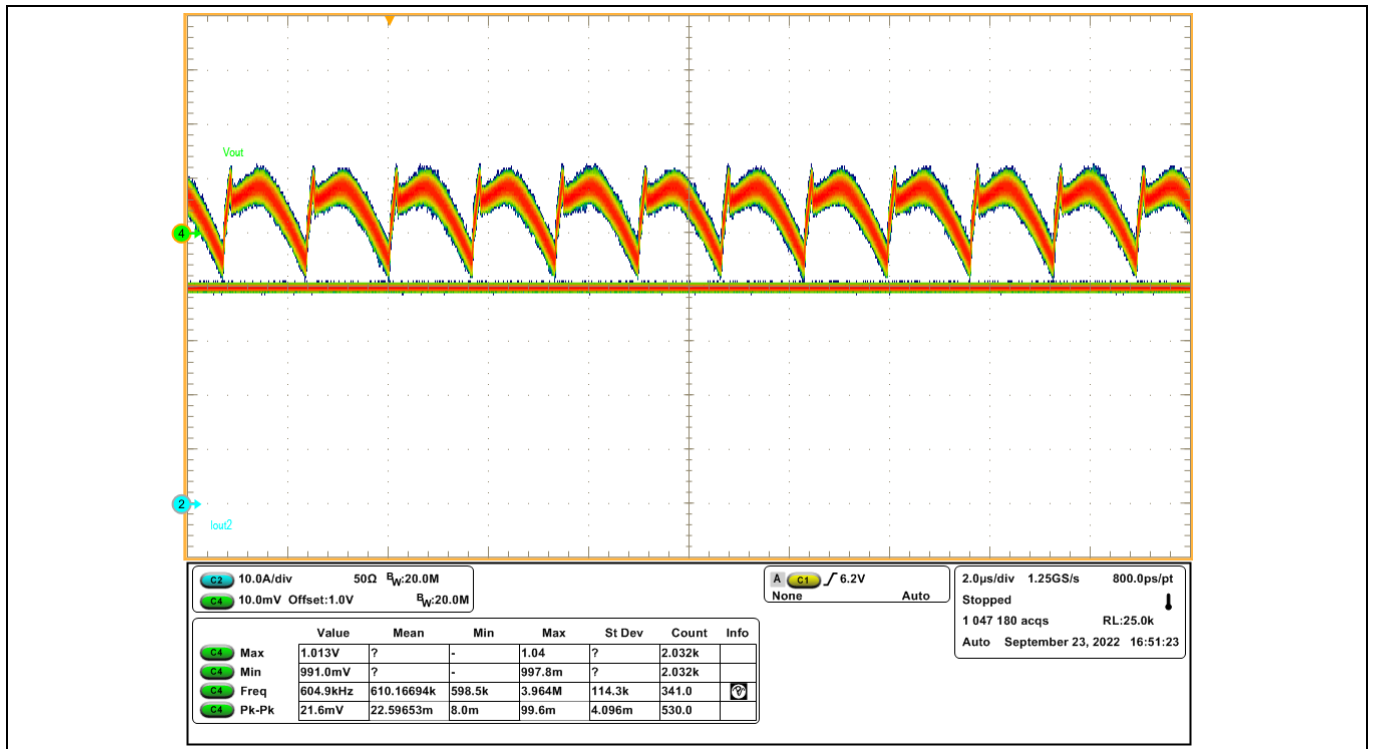 Vout
4
2
Iout2
C2 10.0A/div 50Ω BW:20.0M
C4 10.0mV Offset:1.0V BW:20.0M
A C1 6.2V
None Auto
2.0µs/div 1.25GS/s 800.0ps/pt
Stopped
1 047 180 acqs RL:25.0k
Auto September 23, 2022 16:51:23
Value Mean Min Max St Dev Count Info
C4 Max 1.013V ? - 1.04 ? 2.032k
C4 Min 991.0mV ? - 997.8m ? 2.032k
C4 Freq 604.9kHz 610.16694k 598.5k 3.964M 114.3k 341.0 ?
C4 Pk-Pk 21.6mV 22.59653m 8.0m 99.6m 4.096m 530.0